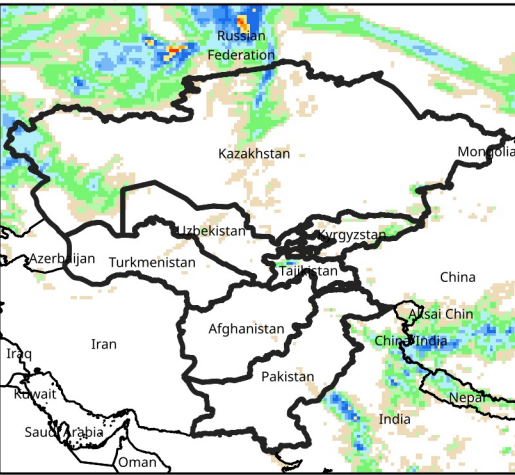 Russian
Federation
Kazakhstan
Mongolia
Uzbekistan
Kyrgyzstan
Azerbaijan
Turkmenistan
Tajikistan
China
Aksai Chin
Afghanistan
Iran
China/India
Iraq
Pakistan
Kuwait
Nepal
India
Saudi Arabia
Oman